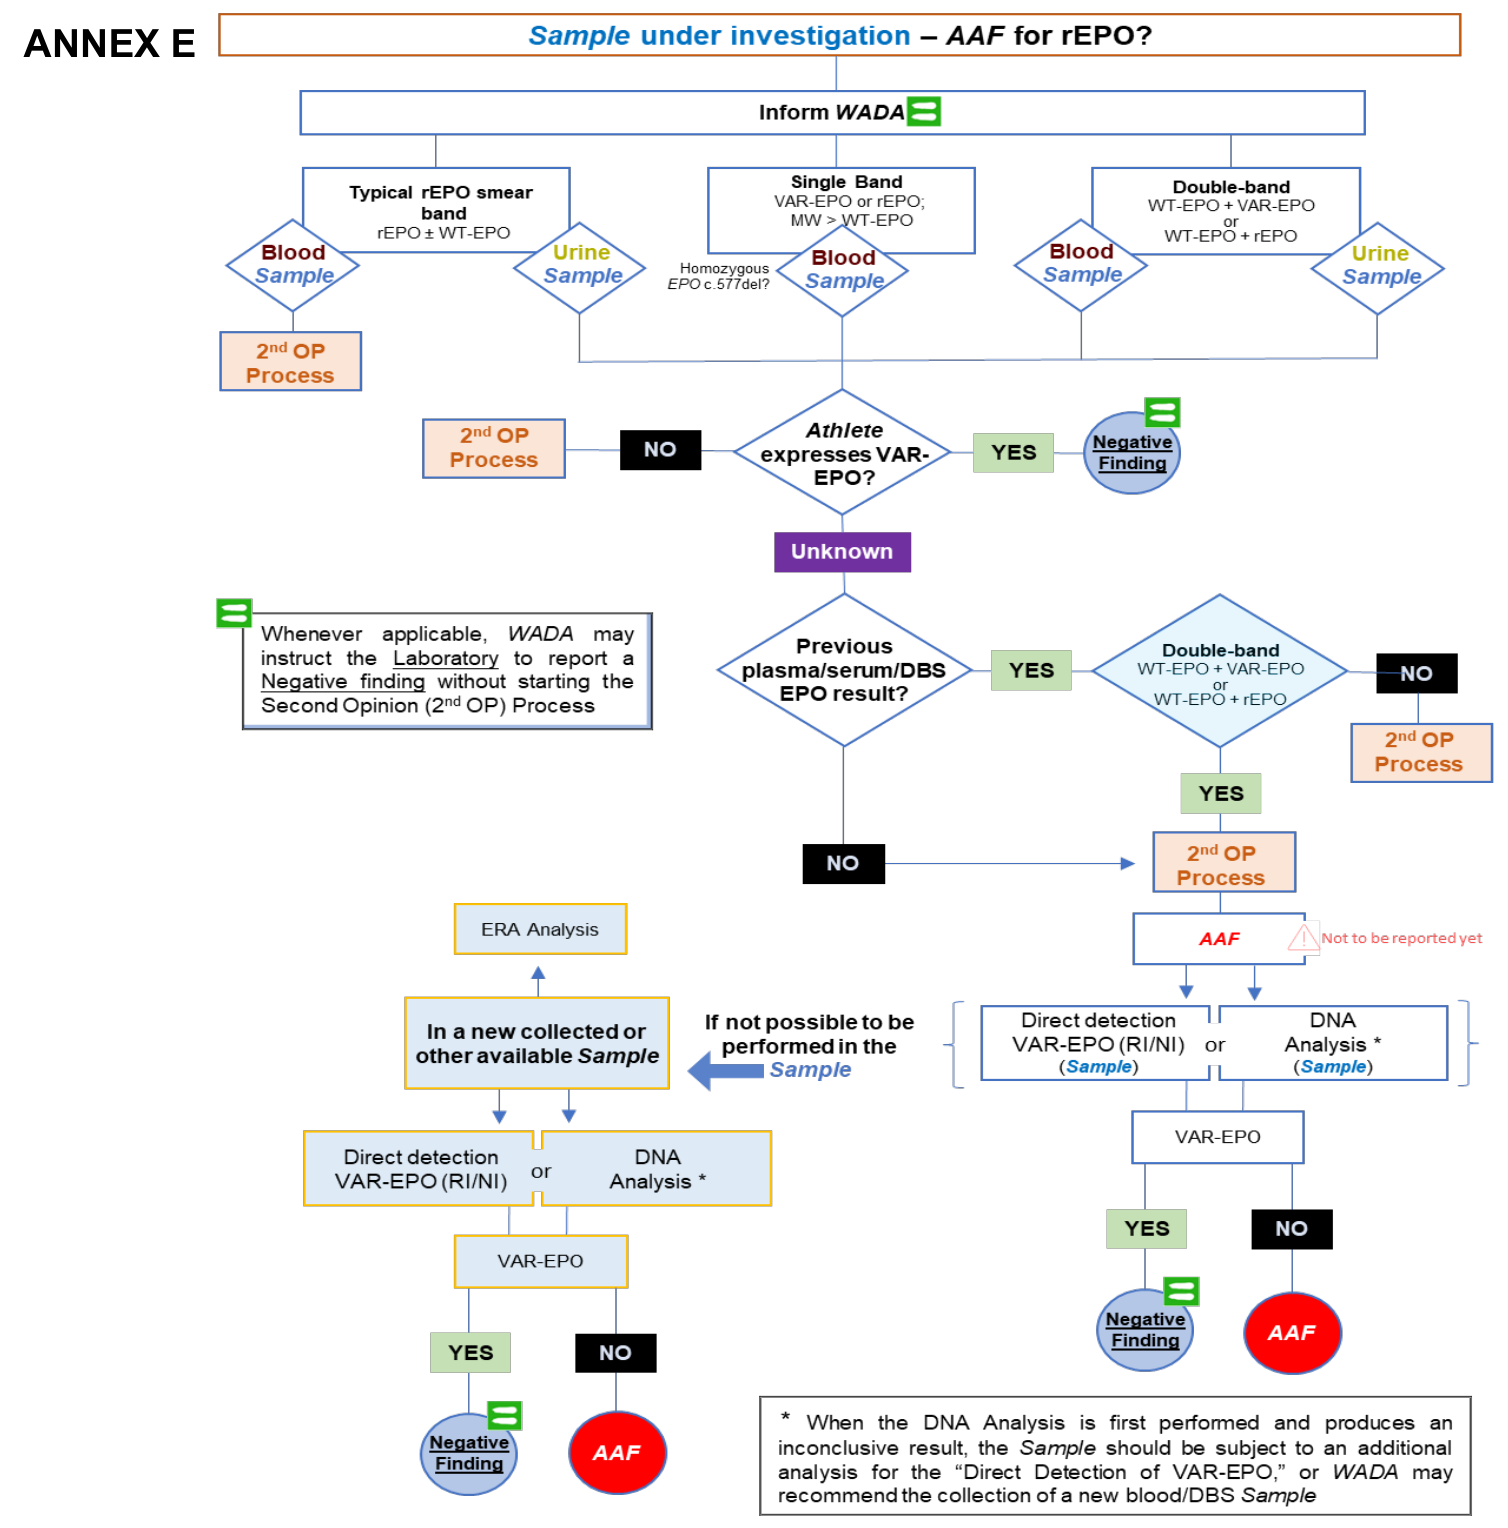 ANNEX E
Sample under investigation – AAF for rEPO?
Inform WADA
Typical rEPO smear
band
rEPO ± WT-EPO
Blood
Sample
Urine
Sample
Single Band
VAR-EPO or rEPO;
MW > WT-EPO
Homozygous
EPO c.577del?
Blood
Sample
Double-band
WT-EPO + VAR-EPO
or
WT-EPO + rEPO
Blood
Sample
Urine
Sample
2nd OP
Process
2nd OP
Process
NO
Athlete
expresses VAR-
EPO?
YES
Negative
Finding
Unknown
Whenever applicable, WADA may
instruct the Laboratory to report a
Negative finding without starting the
Second Opinion (2nd OP) Process
Previous
plasma/serum/DBS
EPO result?
YES
Double-band
WT-EPO + VAR-EPO
or
WT-EPO + rEPO
NO
2nd OP
Process
YES
NO
2nd OP
Process
AAF
Not to be reported yet
Direct detection
VAR-EPO (RI/NI)
(Sample)
or
DNA
Analysis *
(Sample)
If not possible to be
performed in the
Sample
ERA Analysis
In a new collected or
other available Sample
Direct detection
VAR-EPO (RI/NI)
or
DNA
Analysis *
VAR-EPO
YES
NO
Negative
Finding
AAF
VAR-EPO
YES
NO
Negative
Finding
AAF
* When the DNA Analysis is first performed and produces an
inconclusive result, the Sample should be subject to an additional
analysis for the “Direct Detection of VAR-EPO,” or WADA may
recommend the collection of a new blood/DBS Sample